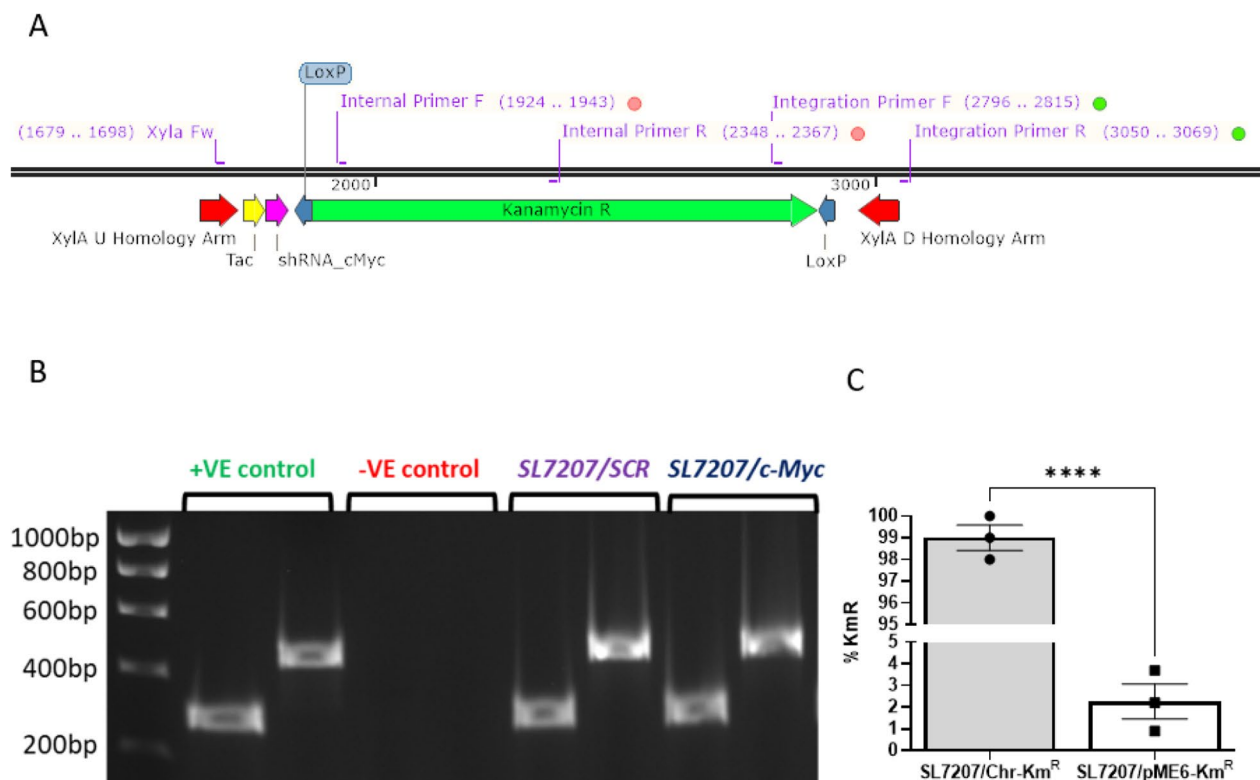 A
LoxP
Internal Primer F (1924 .. 1943)
Integration Primer F (2796 .. 2815)
(1679 .. 1698) Xyla Fw
Internal Primer R (2348 .. 2367)
Integration Primer R (3050 .. 3069)
2000
3000
Kanamycin R
XylA U Homology Arm
XylA D Homology Arm
Tac
shRNA_cMyc
LoxP
B
C
+VE control
-VE control
SL7207/SCR
SL7207/c-Myc
1000bp
800bp
600bp
400bp
200bp
****
% KmR
100
99
98
97
96
95
5
4
3
2
1
0
SL7207/Chr-Km^R
SL7207/pME6-Km^R